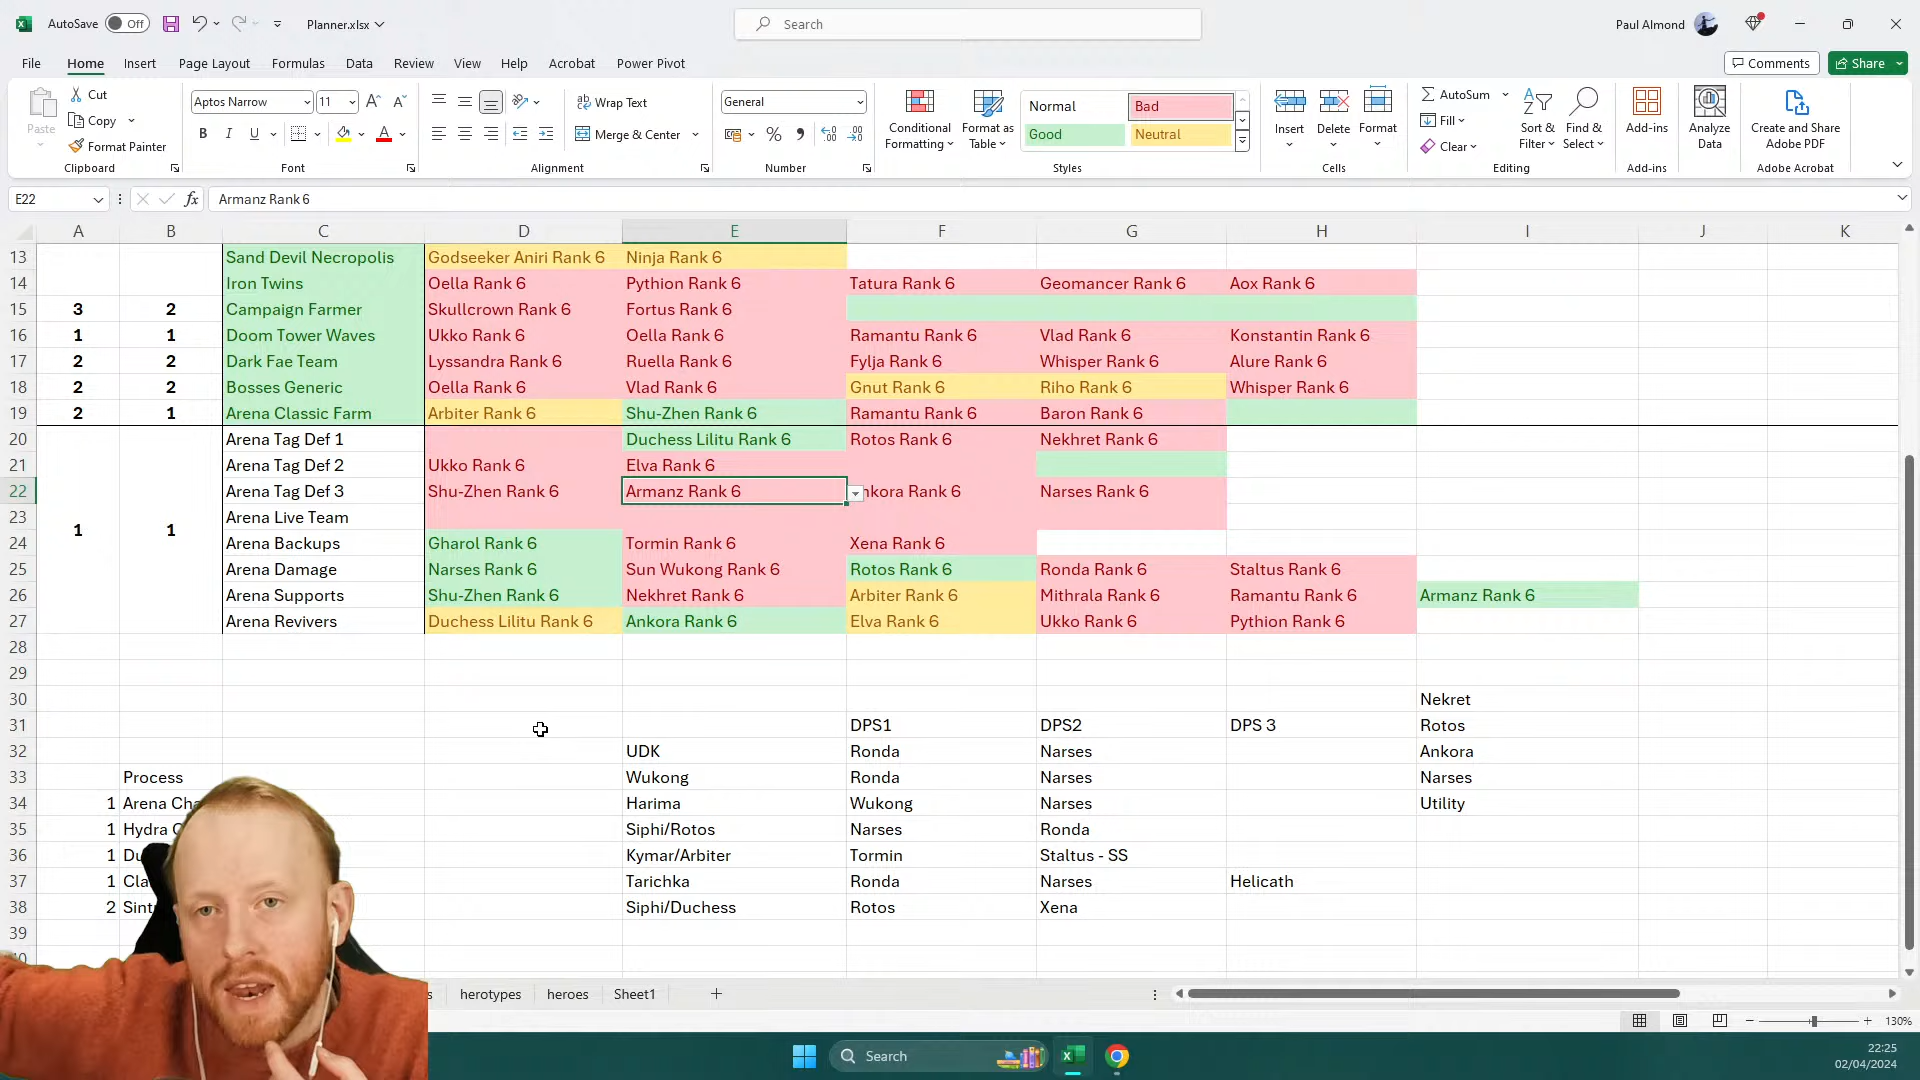 AutoSave Off Planner.xlsx Search Paul Almond
File Home Insert Page Layout Formulas Data Review View Help Acrobat Power Pivot Comments Share
Paste Cut Copy Format Painter Clipboard
Aptos Narrow 11 B I U Font
Wrap Text Merge & Center Alignment
General % Number
Conditional Formatting Format as Table Normal Bad Good Neutral Styles
Insert Delete Format Cells
AutoSum Fill Clear Sort & Filter Find & Select Editing
Add-ins Add-ins
Analyze Data
Create and Share Adobe PDF Adobe Acrobat
E22 fx Armanz Rank 6
A B C D E F G H I J K
13 Sand Devil Necropolis Godseeker Aniri Rank 6 Ninja Rank 6
14 Iron Twins Oella Rank 6 Pythion Rank 6 Tatura Rank 6 Geomancer Rank 6 Aox Rank 6
15 3 2 Campaign Farmer Skullcrown Rank 6 Fortus Rank 6
16 1 1 Doom Tower Waves Ukko Rank 6 Oella Rank 6 Ramantu Rank 6 Vlad Rank 6 Konstantin Rank 6
17 2 2 Dark Fae Team Lyssandra Rank 6 Ruella Rank 6 Fylja Rank 6 Whisper Rank 6 Alure Rank 6
18 2 2 Bosses Generic Oella Rank 6 Vlad Rank 6 Gnut Rank 6 Riho Rank 6 Whisper Rank 6
19 2 1 Arena Classic Farm Arbiter Rank 6 Shu-Zhen Rank 6 Ramantu Rank 6 Baron Rank 6
20 Arena Tag Def 1 Duchess Lilitu Rank 6 Rotos Rank 6 Nekhret Rank 6
21 Arena Tag Def 2 Ukko Rank 6 Elva Rank 6
22 Arena Tag Def 3 Shu-Zhen Rank 6 Armanz Rank 6 nkora Rank 6 Narses Rank 6
23 Arena Live Team
1 1
24 Arena Backups Gharol Rank 6 Tormin Rank 6 Xena Rank 6
25 Arena Damage Narses Rank 6 Sun Wukong Rank 6 Rotos Rank 6 Ronda Rank 6 Staltus Rank 6
26 Arena Supports Shu-Zhen Rank 6 Nekhret Rank 6 Arbiter Rank 6 Mithrala Rank 6 Ramantu Rank 6 Armanz Rank 6
27 Arena Revivers Duchess Lilitu Rank 6 Ankora Rank 6 Elva Rank 6 Ukko Rank 6 Pythion Rank 6
28
29
30 Nekret
31 DPS1 DPS2 DPS 3 Rotos
32 UDK Ronda Narses Ankora
33 Process Wukong Ronda Narses Narses
34 1 Arena Cha Harima Wukong Narses Utility
35 1 Hydra Siphi/Rotos Narses Ronda
36 1 Du Kymar/Arbiter Tormin Staltus - SS
37 1 Cla Tarichka Ronda Narses Helicath
38 2 Sint Siphi/Duchess Rotos Xena
39
s herotypes heroes Sheet1
130%
Search
22:25
02/04/2024